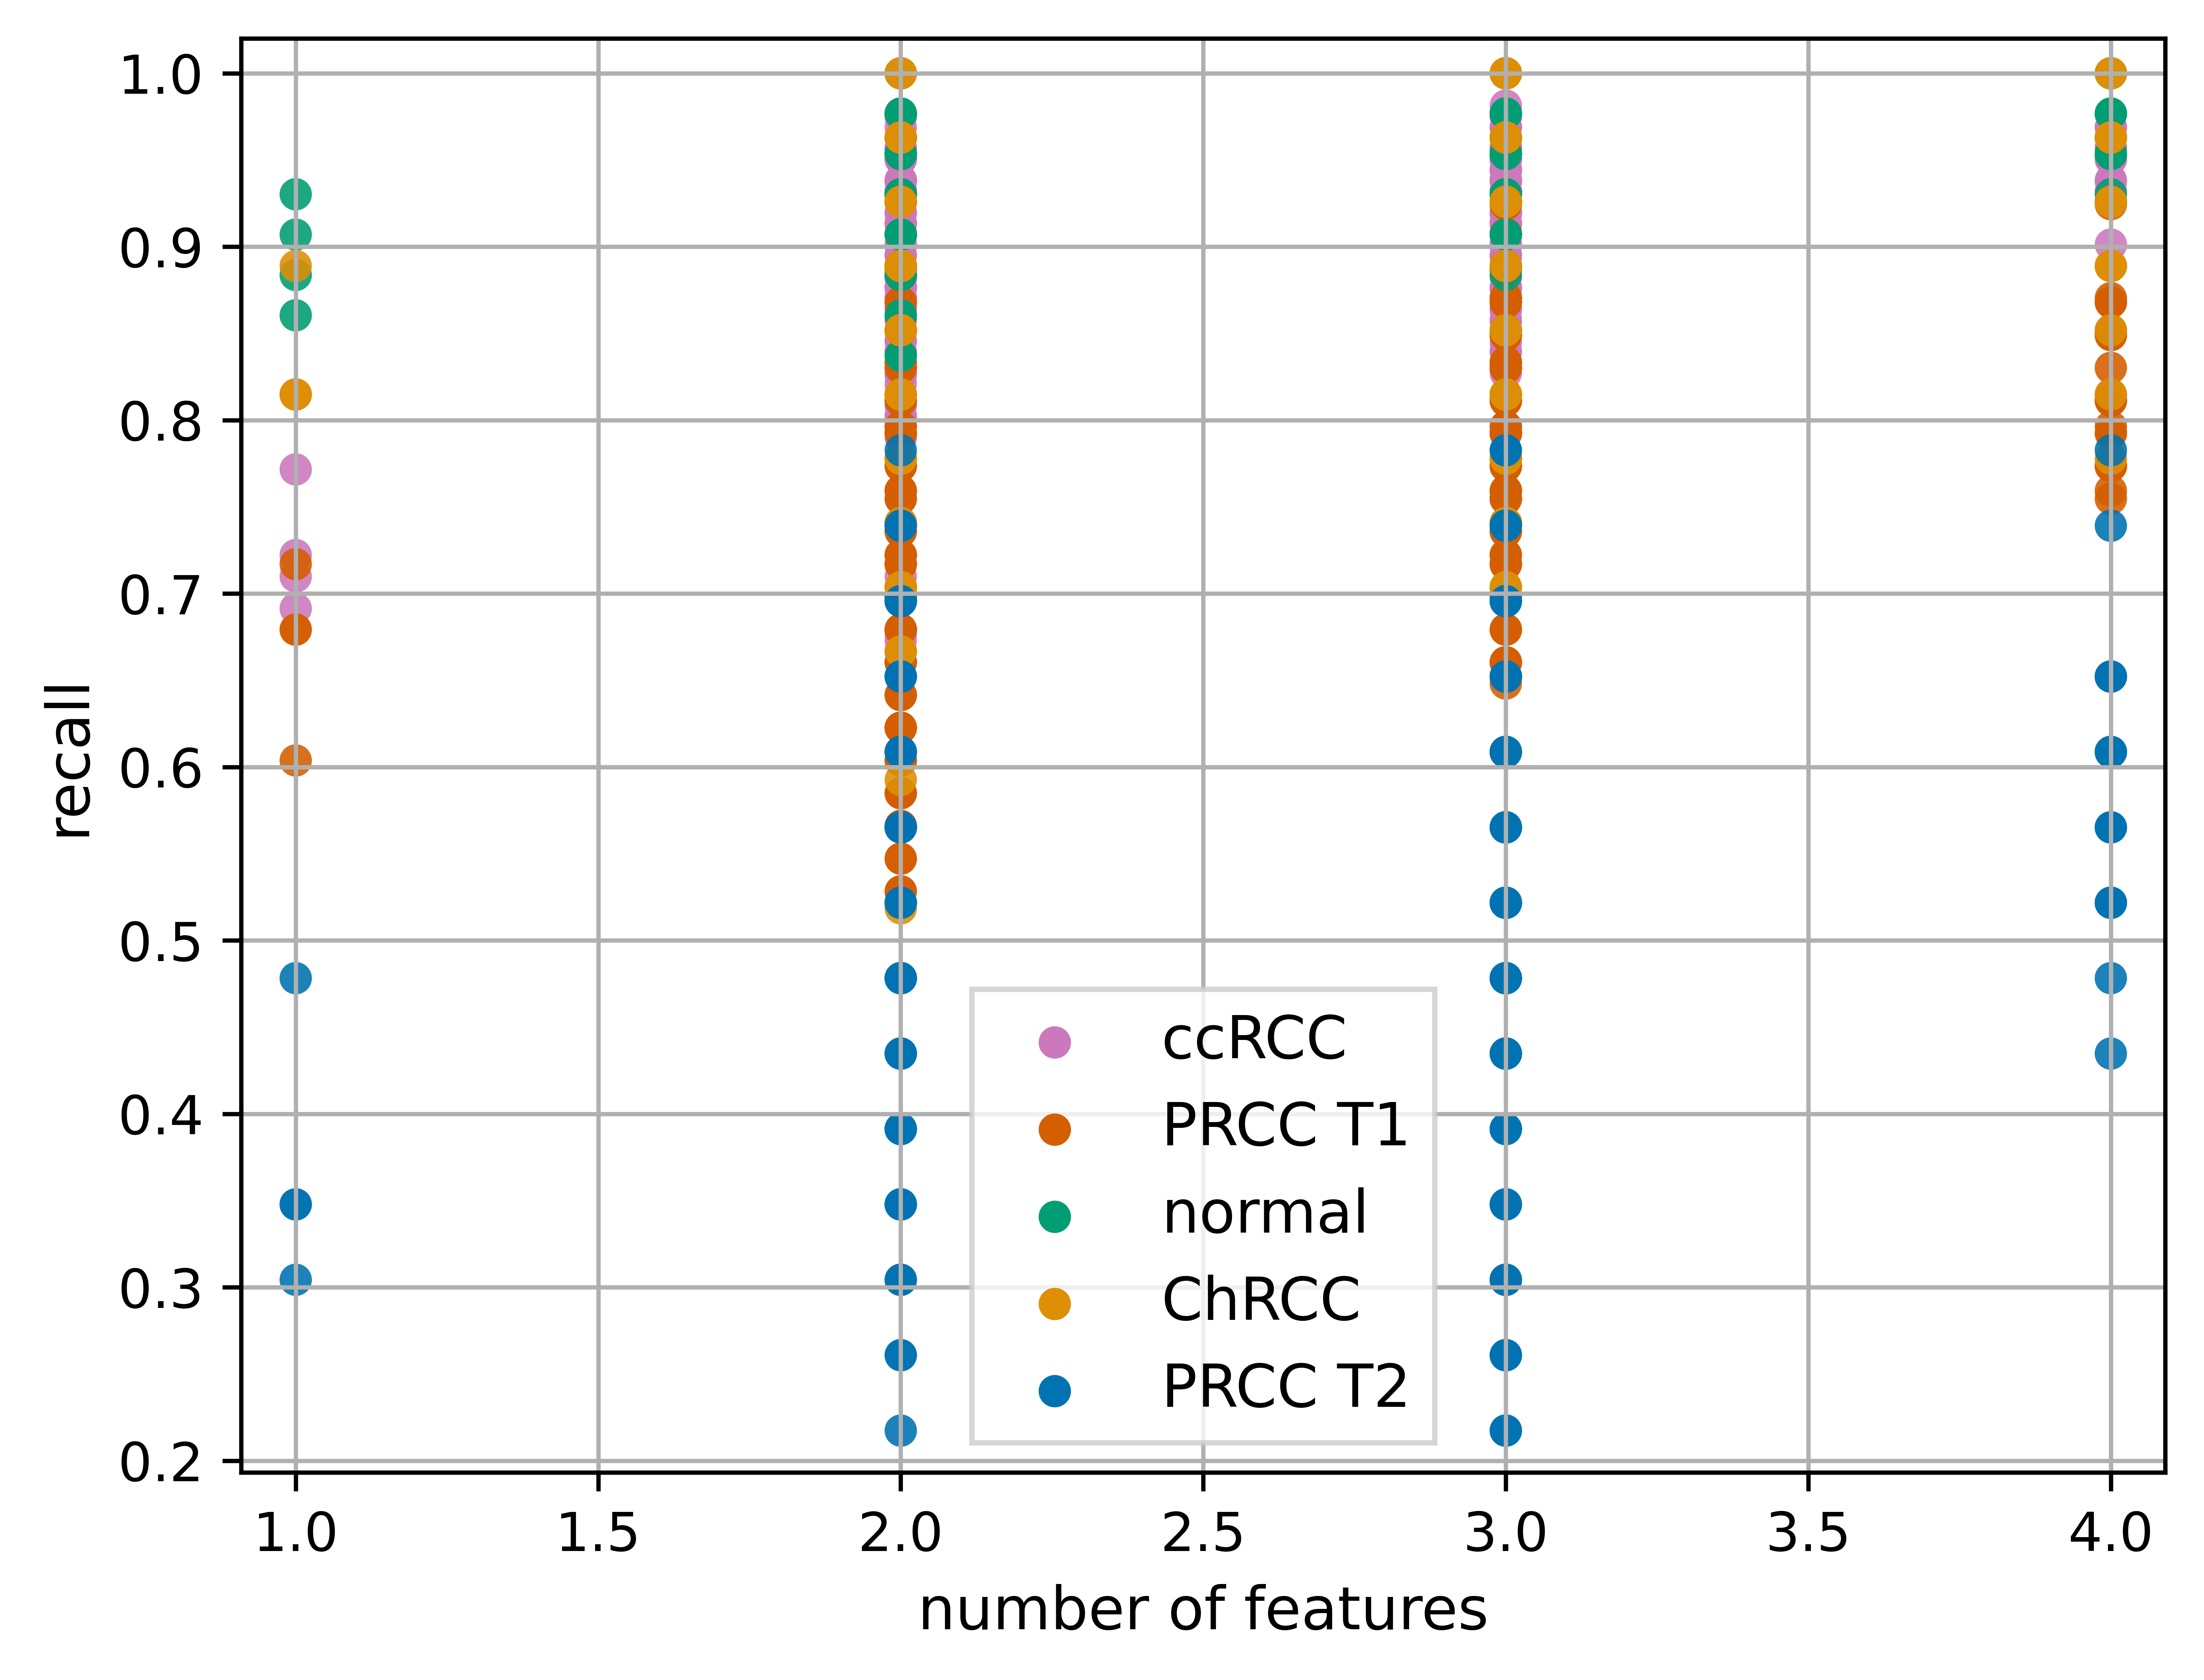 1.0
0.9
0.8
0.7
0.6
0.5
0.4
0.3
0.2
recall
ccRCC
PRCC T1
normal
ChRCC
PRCC T2
1.0 1.5 2.0 2.5 3.0 3.5 4.0
number of features